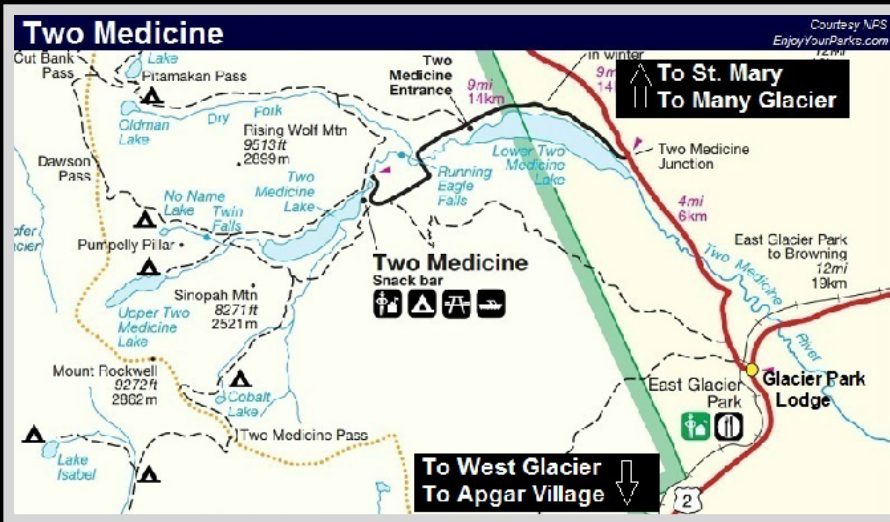 Two Medicine
Courtesy NPS
EnjoyYourParks.com
Cut Bank
Pass
Lake
Pitamakan Pass
Two
Medicine
Entrance
9mi
14km
in winter
To St. Mary
To Many Glacier
Oldman
Lake
Dry Fork
Rising Wolf Mtn
9513ft
2899m
Lower Two
Medicine
Lake
Two Medicine
Junction
Dawson
Pass
Two
Medicine
Lake
Running
Eagle
Falls
No Name
Lake
Twin
Falls
4mi
6km
Pumpelly Pillar
Two Medicine
River
East Glacier Park
to Browning
12mi
19km
Two Medicine
Snack bar
Sinopah Mtn
8271ft
2521m
Upper Two
Medicine
Lake
Mount Rockwell
9272ft
2862m
Cobalt
Lake
East Glacier
Park
Glacier Park
Lodge
Two Medicine Pass
Lake
Isabel
To West Glacier
To Apgar Village
2